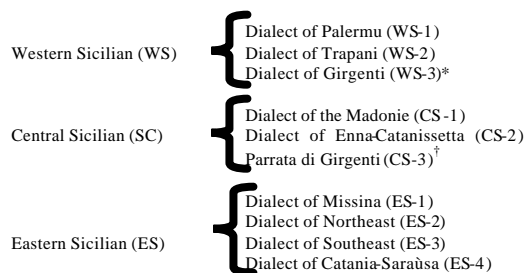 Dialect of Palermu (WS-1)
Western Sicilian (WS)
Dialect of Trapani (WS-2)
Dialect of Girgenti (WS-3)*
Dialect of the Madonie (CS-1)
Central Sicilian (SC)
Dialect of Enna-Catanissetta (CS-2)
Parrata di Girgenti (CS-3)†
Dialect of Missina (ES-1)
Dialect of Northeast (ES-2)
Eastern Sicilian (ES)
Dialect of Southeast (ES-3)
Dialect of Catania-Saraùsa (ES-4)